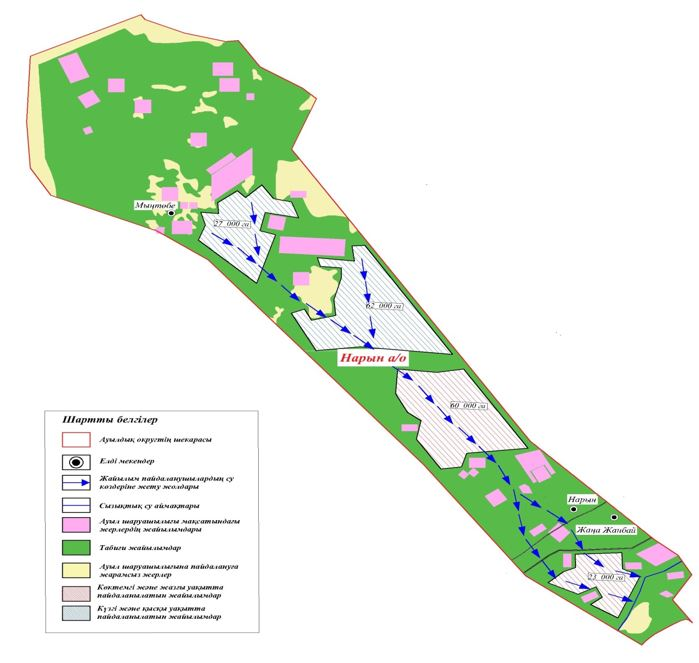 Мыңтөбе
27 000 га
62 000 га
Нарын а/о
60 000 га
Нарын
Жаңа Жанбай
23 000 га
Шартты белгілер
Ауылдық округтің шекарасы
Елді мекендер
Жайылым пайдаланушылардың су
көздеріне жету жолдары
Сызықтық су аймақтары
Ауыл шаруашылығы мақсатындағы
жерлердің жайылымдары
Табиғи жайылымдар
Ауыл шаруашылығына пайдалануға
жарамсыз жерлер
Көктемгі және жазғы уақытта
пайдаланылатын жайылымдар
Күзгі және қысқы уақытта
пайдаланылатын жайылымдар